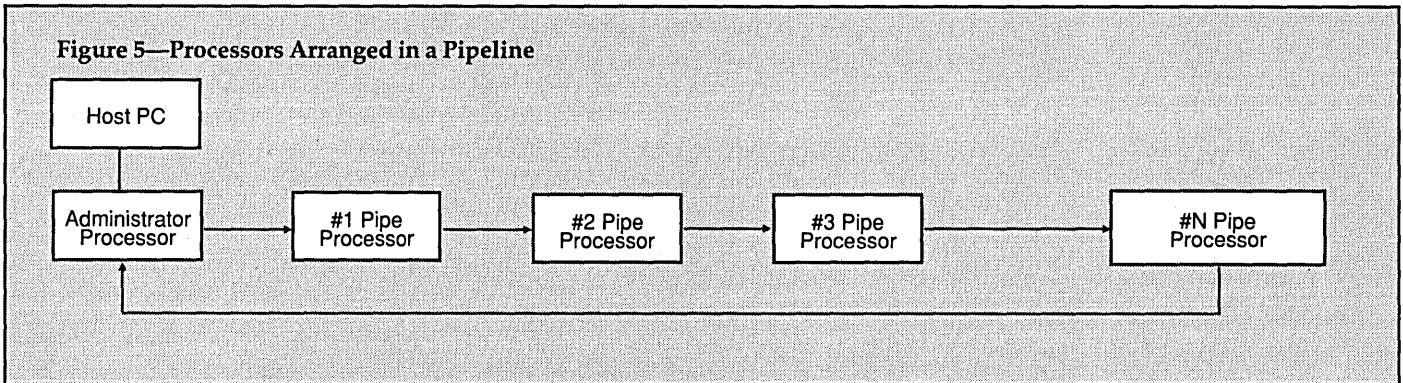 Figure 5—Processors Arranged in a Pipeline
Host PC
Administrator
Processor
#1 Pipe
Processor
#2 Pipe
Processor
#3 Pipe
Processor
#N Pipe
Processor